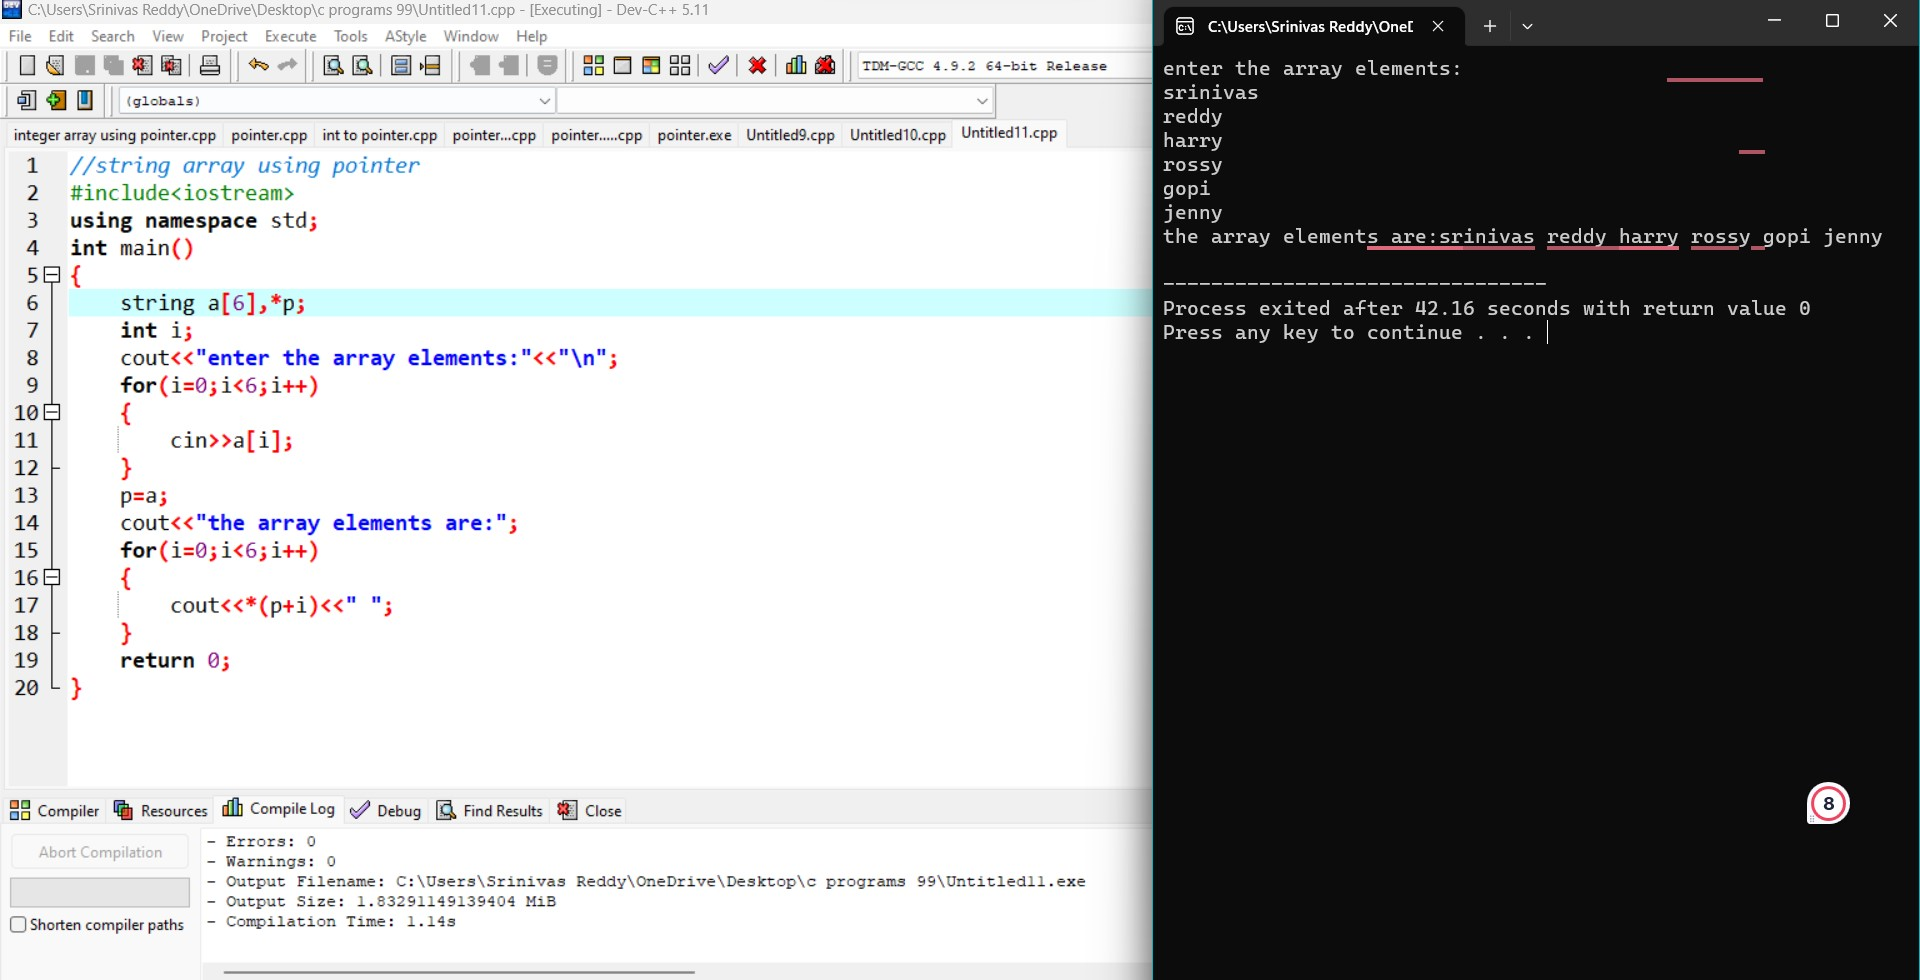 C:\Users\Srinivas Reddy\OneDrive\Desktop\c programs 99\Untitled11.cpp - [Executing] - Dev-C++ 5.11
File Edit Search View Project Execute Tools AStyle Window Help
TDM-GCC 4.9.2 64-bit Release
(globals)
integer array using pointer.cpp pointer.cpp int to pointer.cpp pointer...cpp pointer.....cpp pointer.exe Untitled9.cpp Untitled10.cpp Untitled11.cpp
1 //string array using pointer
2 #include<iostream>
3 using namespace std;
4 int main()
5 {
6 string a[6],*p;
7 int i;
8 cout<<"enter the array elements:"<<"\n";
9 for(i=0;i<6;i++)
10 {
11 cin>>a[i];
12 }
13 p=a;
14 cout<<"the array elements are:";
15 for(i=0;i<6;i++)
16 {
17 cout<<*(p+i)<<" ";
18 }
19 return 0;
20 }
Compiler Resources Compile Log Debug Find Results Close
Abort Compilation
Shorten compiler paths
- Errors: 0
- Warnings: 0
- Output Filename: C:\Users\Srinivas Reddy\OneDrive\Desktop\c programs 99\Untitled11.exe
- Output Size: 1.83291149139404 MiB
- Compilation Time: 1.14s
C:\Users\Srinivas Reddy\OneD
enter the array elements:
srinivas
reddy
harry
rossy
gopi
jenny
the array elements are:srinivas reddy harry rossy gopi jenny
--------------------------------
Process exited after 42.16 seconds with return value 0
Press any key to continue . . .
8